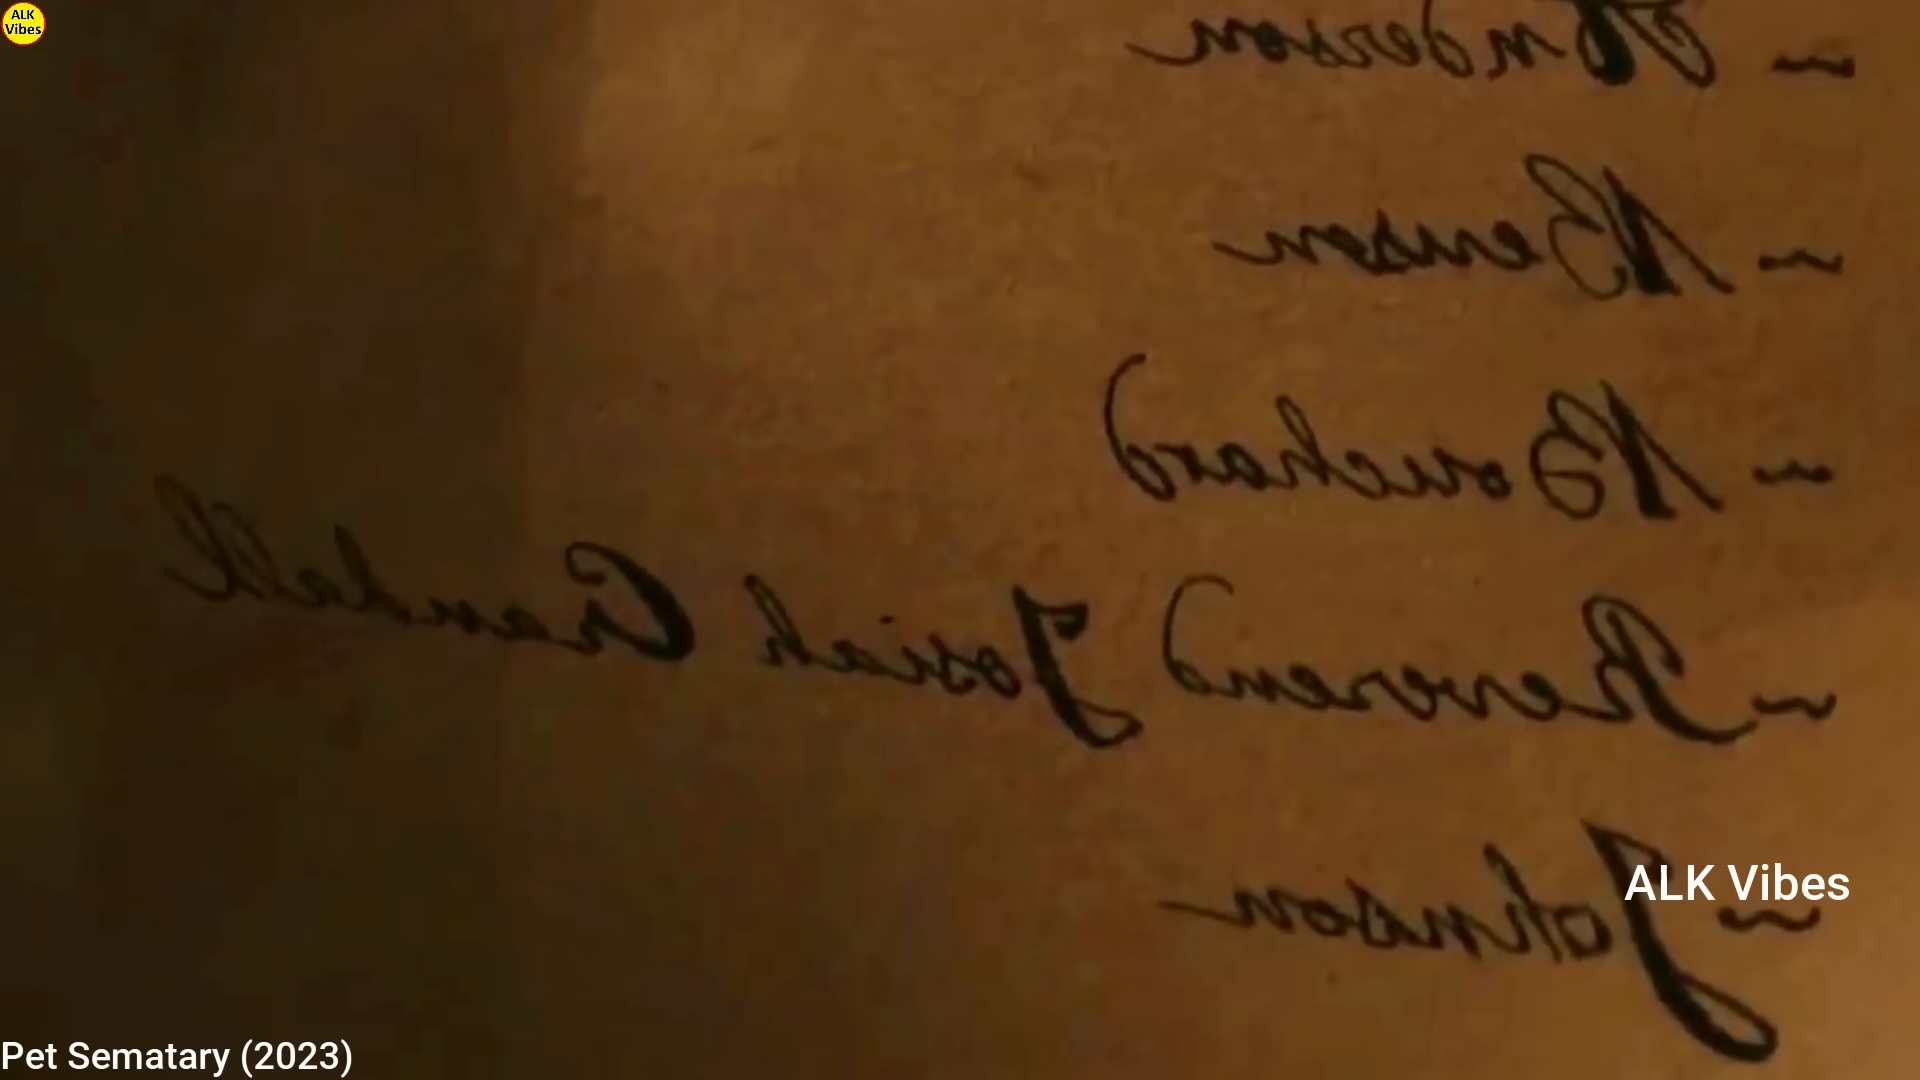 ALK
Vibes
~ Anderson
~ Benson
~ Bouchard
~ Reverend Josiah Crandall
~ Johnson
ALK Vibes
Pet Sematary (2023)